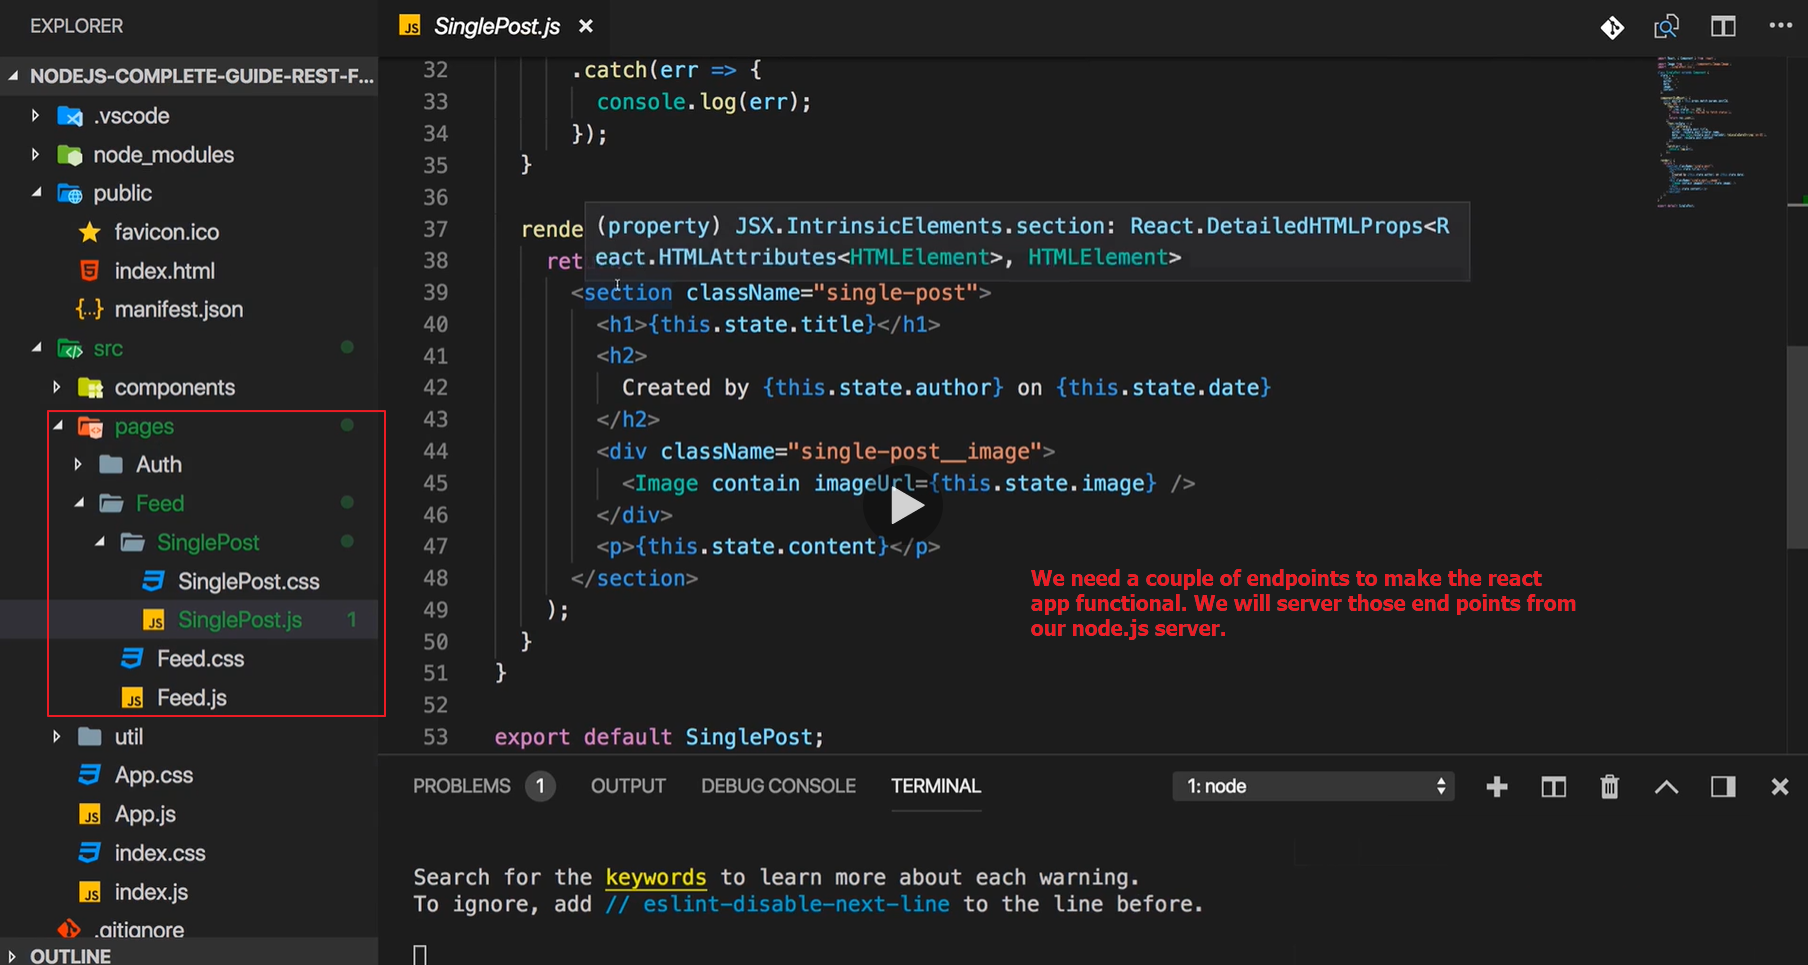 EXPLORER
NODEJS-COMPLETE-GUIDE-REST-F...
.vscode
node_modules
public
favicon.ico
index.html
manifest.json
src
components
pages
Auth
Feed
SinglePost
SinglePost.css
SinglePost.js 1
Feed.css
Feed.js
util
App.css
App.js
index.css
index.js
.gitignore
OUTLINE
JS SinglePost.js ×
32 .catch(err => {
33 console.log(err);
34 });
35 }
36
(property) JSX.IntrinsicElements.section: React.DetailedHTMLProps<R
eact.HTMLAttributes<HTMLElement>, HTMLElement>
37 rende
38 ret
39 <section className="single-post">
40 <h1>{this.state.title}</h1>
41 <h2>
42 Created by {this.state.author} on {this.state.date}
43 </h2>
44 <div className="single-post__image">
45 <Image contain imageUrl={this.state.image} />
46 </div>
47 <p>{this.state.content}</p>
48 </section>
49 );
50 }
51 }
52
53 export default SinglePost;
We need a couple of endpoints to make the react
app functional. We will server those end points from
our node.js server.
PROBLEMS 1 OUTPUT DEBUG CONSOLE TERMINAL 1: node
Search for the keywords to learn more about each warning.
To ignore, add // eslint-disable-next-line to the line before.